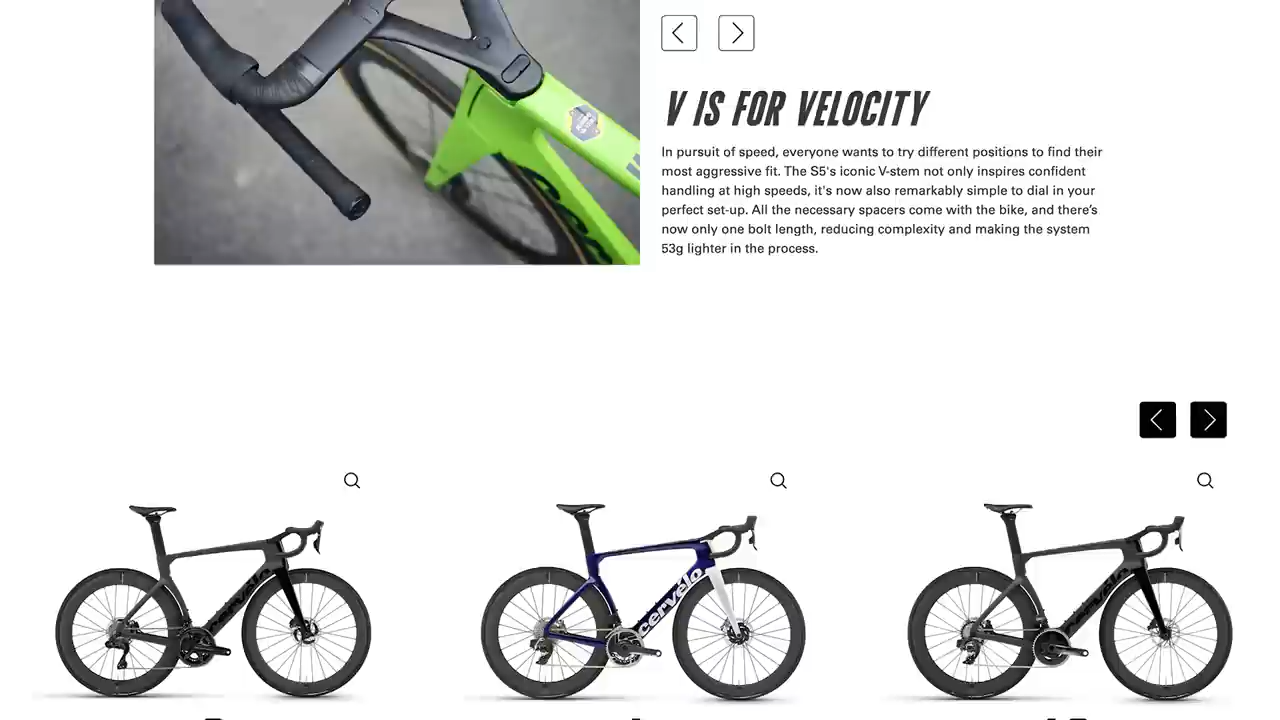 V IS FOR VELOCITY
In pursuit of speed, everyone wants to try different positions to find their
most aggressive fit. The S5's iconic V-stem not only inspires confident
handling at high speeds, it's now also remarkably simple to dial in your
perfect set-up. All the necessary spacers come with the bike, and there's
now only one bolt length, reducing complexity and making the system
53g lighter in the process.
cervélo
cervélo
cervélo